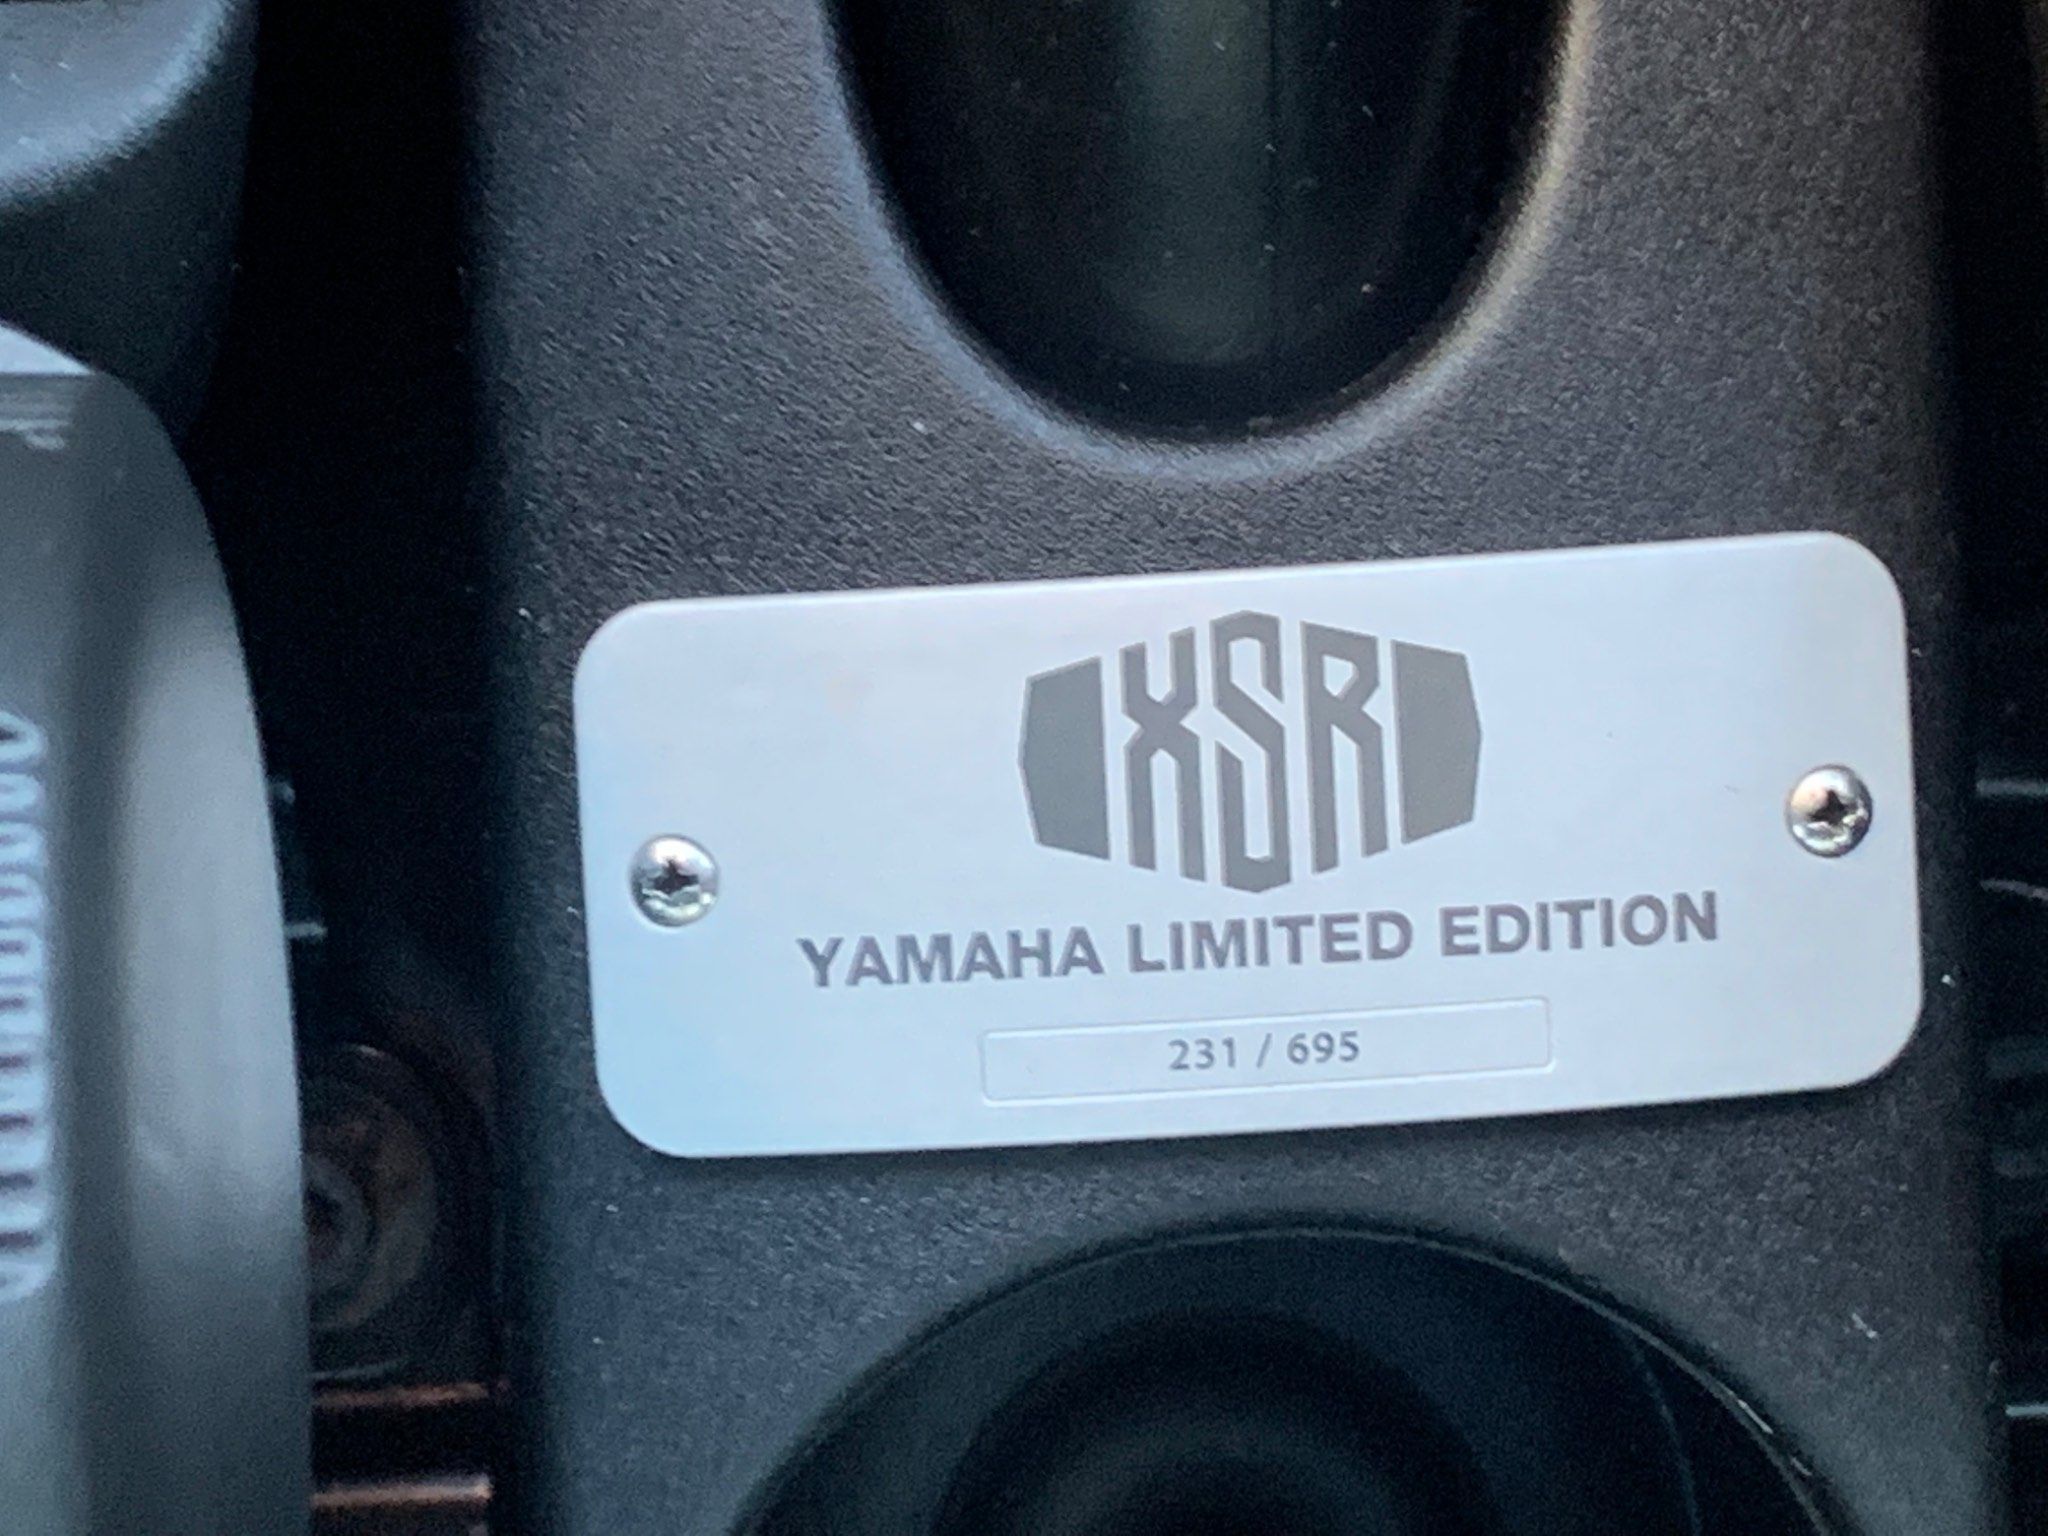 XSR
YAMAHA LIMITED EDITION
231 / 695